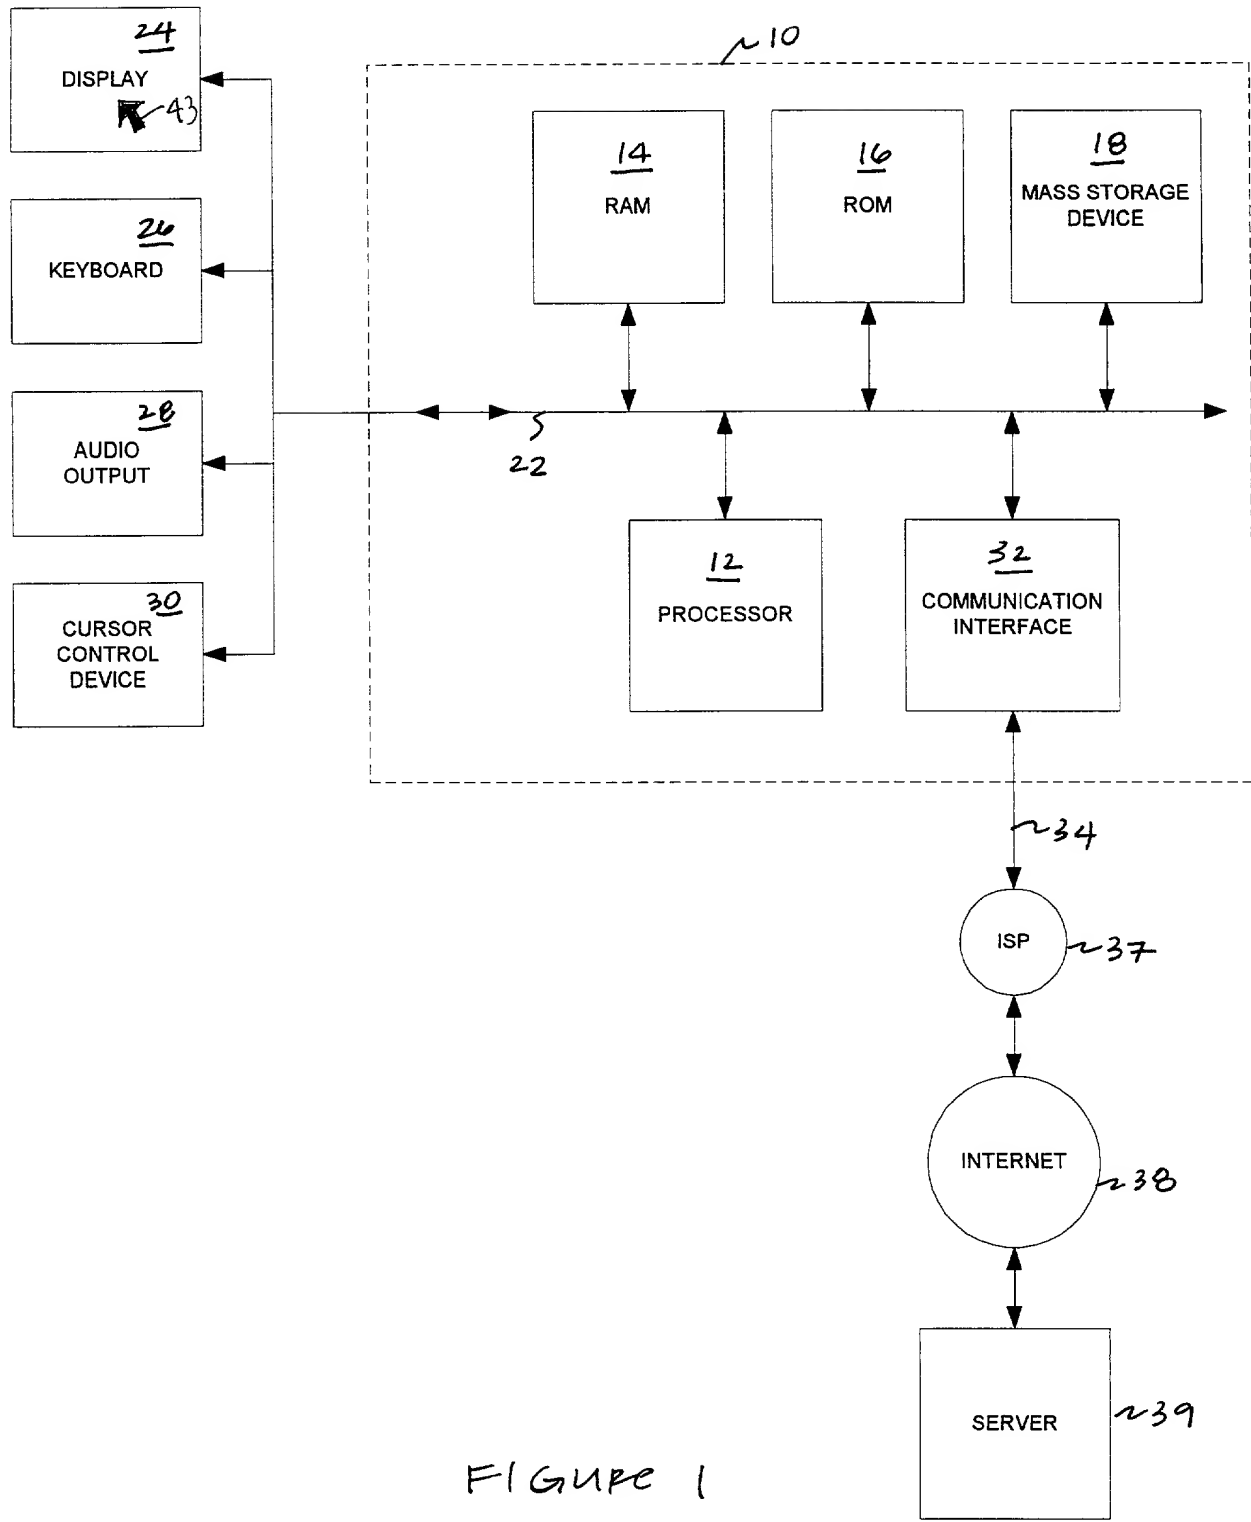 24
DISPLAY
43
26
KEYBOARD
28
AUDIO
OUTPUT
30
CURSOR
CONTROL
DEVICE
10
14
RAM
16
ROM
18
MASS STORAGE
DEVICE
22
12
PROCESSOR
32
COMMUNICATION
INTERFACE
34
ISP
37
INTERNET
38
SERVER
39
FIGURE 1